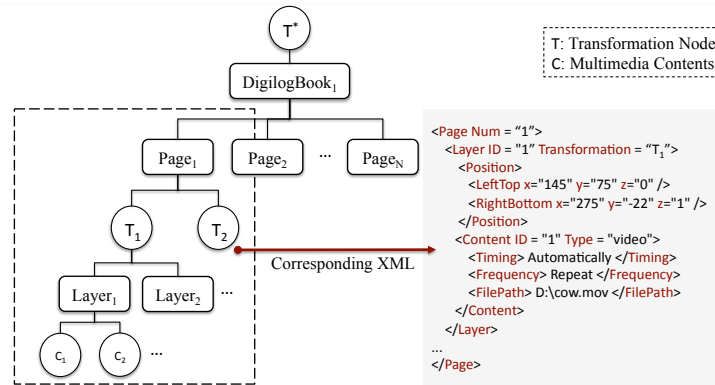 T*
T: Transformation Node
C: Multimedia Contents
DigilogBook1
Page1
Page2
...
PageN
T1
T2
Corresponding XML
Layer1
Layer2
...
C1
C2
...
<Page Num = “1”>
<Layer ID = "1" Transformation = “T1”>
<Position>
<LeftTop x="145" y="75" z="0" />
<RightBottom x="275" y="-22" z="1" />
</Position>
<Content ID = "1" Type = "video">
<Timing> Automatically </Timing>
<Frequency> Repeat </Frequency>
<FilePath> D:\cow.mov </FilePath>
</Content>
</Layer>
...
</Page>